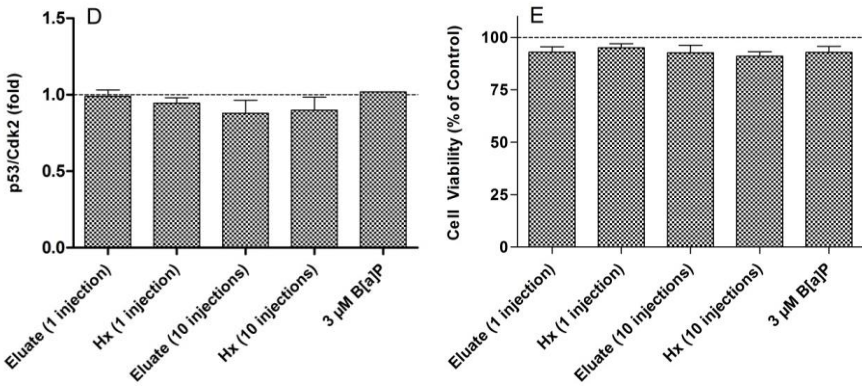 D
p53/Cdk2 (fold)
1.5
1.0
0.5
0.0
Eluate (1 injection)
Hx (1 injection)
Eluate (10 injections)
Hx (10 injections)
3 µM B[a]P
E
Cell Viability (% of Control)
100
75
50
25
0
Eluate (1 injection)
Hx (1 injection)
Eluate (10 injections)
Hx (10 injections)
3 µM B[a]P